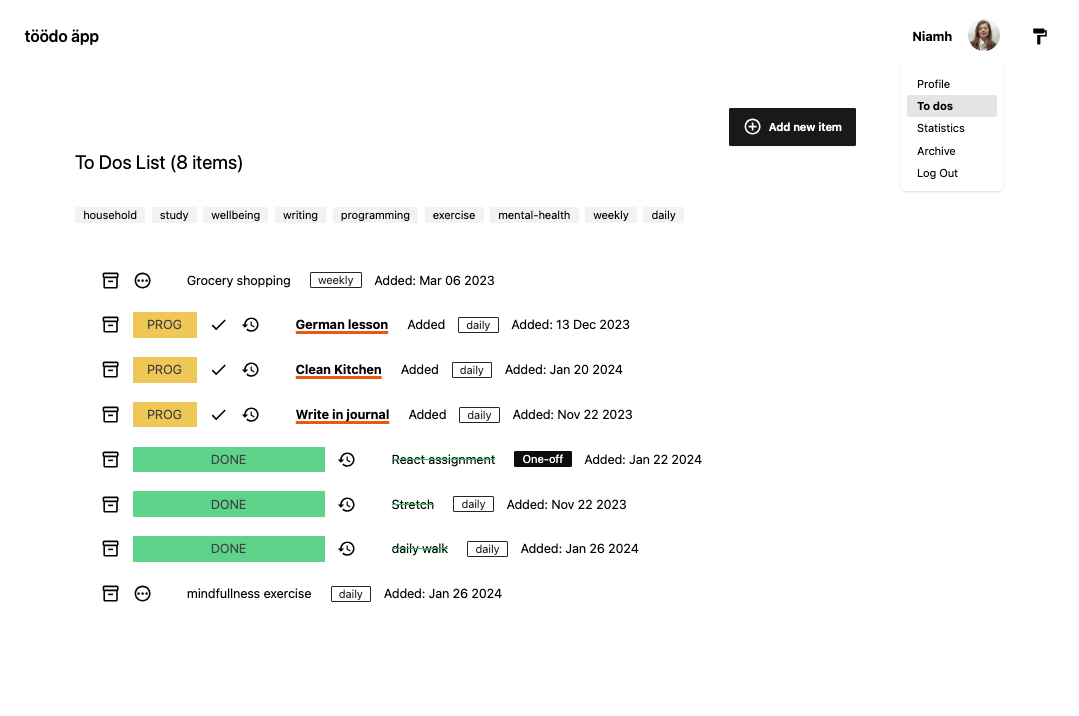 töödo äpp
Niamh
Profile
To dos
Statistics
Archive
Log Out
Add new item
To Dos List (8 items)
household study wellbeing writing programming exercise mental-health weekly daily
Grocery shopping weekly Added: Mar 06 2023
PROG German lesson Added daily Added: 13 Dec 2023
PROG Clean Kitchen Added daily Added: Jan 20 2024
PROG Write in journal Added daily Added: Nov 22 2023
DONE React assignment One-off Added: Jan 22 2024
DONE Stretch daily Added: Nov 22 2023
DONE daily walk daily Added: Jan 26 2024
mindfullness exercise daily Added: Jan 26 2024